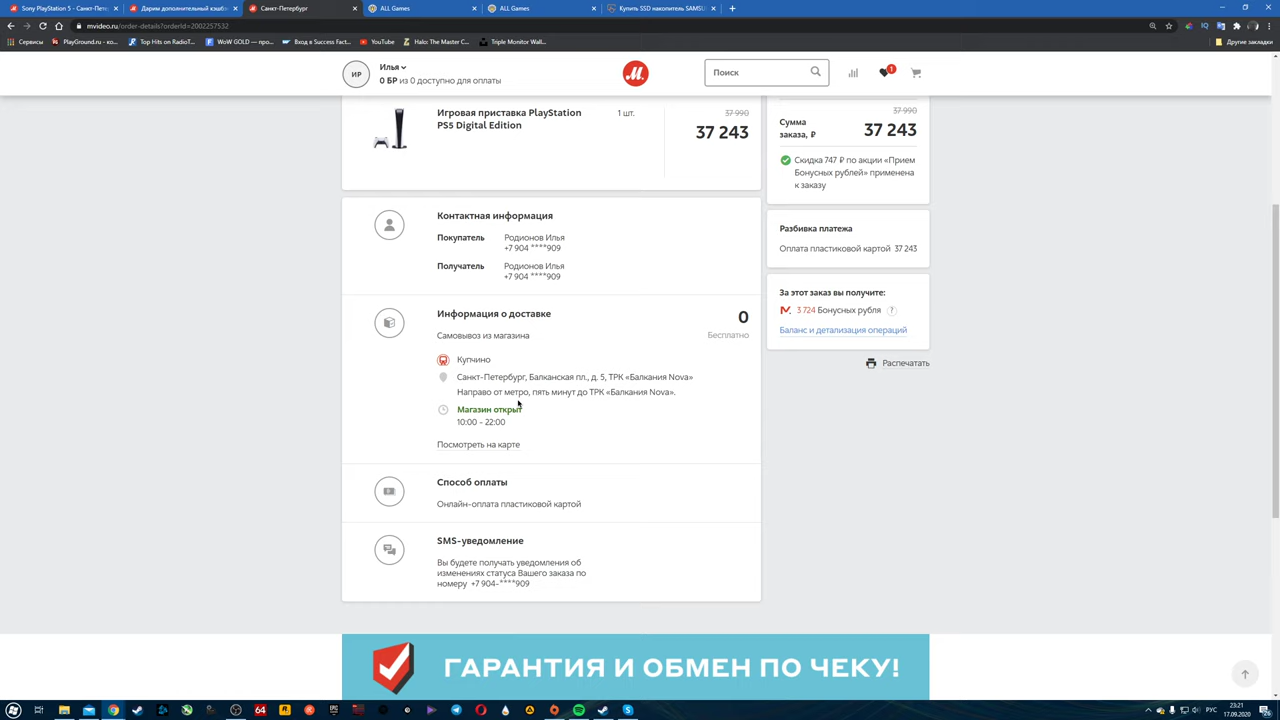 Sony PlayStation 5 - Санкт-Пете
Дарим дополнительный кэшбэ
Санкт-Петербург
ALL Games
ALL Games
Купить SSD накопитель SAMSU
mvideo.ru/order-details?orderId=2002257532
Сервисы
PlayGround.ru - ко...
Top Hits on RadioT...
WoW GOLD — про...
Вход в Success Fact...
YouTube
Halo: The Master C...
Triple Monitor Wall...
Другие закладки
ИР
Илья
0 БР из 0 доступно для оплаты
М.
Поиск
1
Игровая приставка PlayStation
PS5 Digital Edition
1 шт.
37 990
37 243
37 990
Сумма
заказа, ₽
37 243
Скидка 747 ₽ по акции «Прием
Бонусных рублей» применена
к заказу
Контактная информация
Покупатель
Родионов Илья
+7 904 ****909
Получатель
Родионов Илья
+7 904 ****909
Разбивка платежа
Оплата пластиковой картой 37 243
За этот заказ вы получите:
3 724 Бонусных рубля ?
Баланс и детализация операций
Распечатать
Информация о доставке
0
Самовывоз из магазина
Бесплатно
Купчино
Санкт-Петербург, Балканская пл., д. 5, ТРК «Балкания Nova»
Направо от метро, пять минут до ТРК «Балкания Nova».
Магазин открыт
10:00 - 22:00
Посмотреть на карте
Способ оплаты
Онлайн-оплата пластиковой картой
SMS-уведомление
Вы будете получать уведомления об
изменениях статуса Вашего заказа по
номеру +7 904-****909
ГАРАНТИЯ И ОБМЕН ПО ЧЕКУ!
64
РУС
23:21
17.09.2020